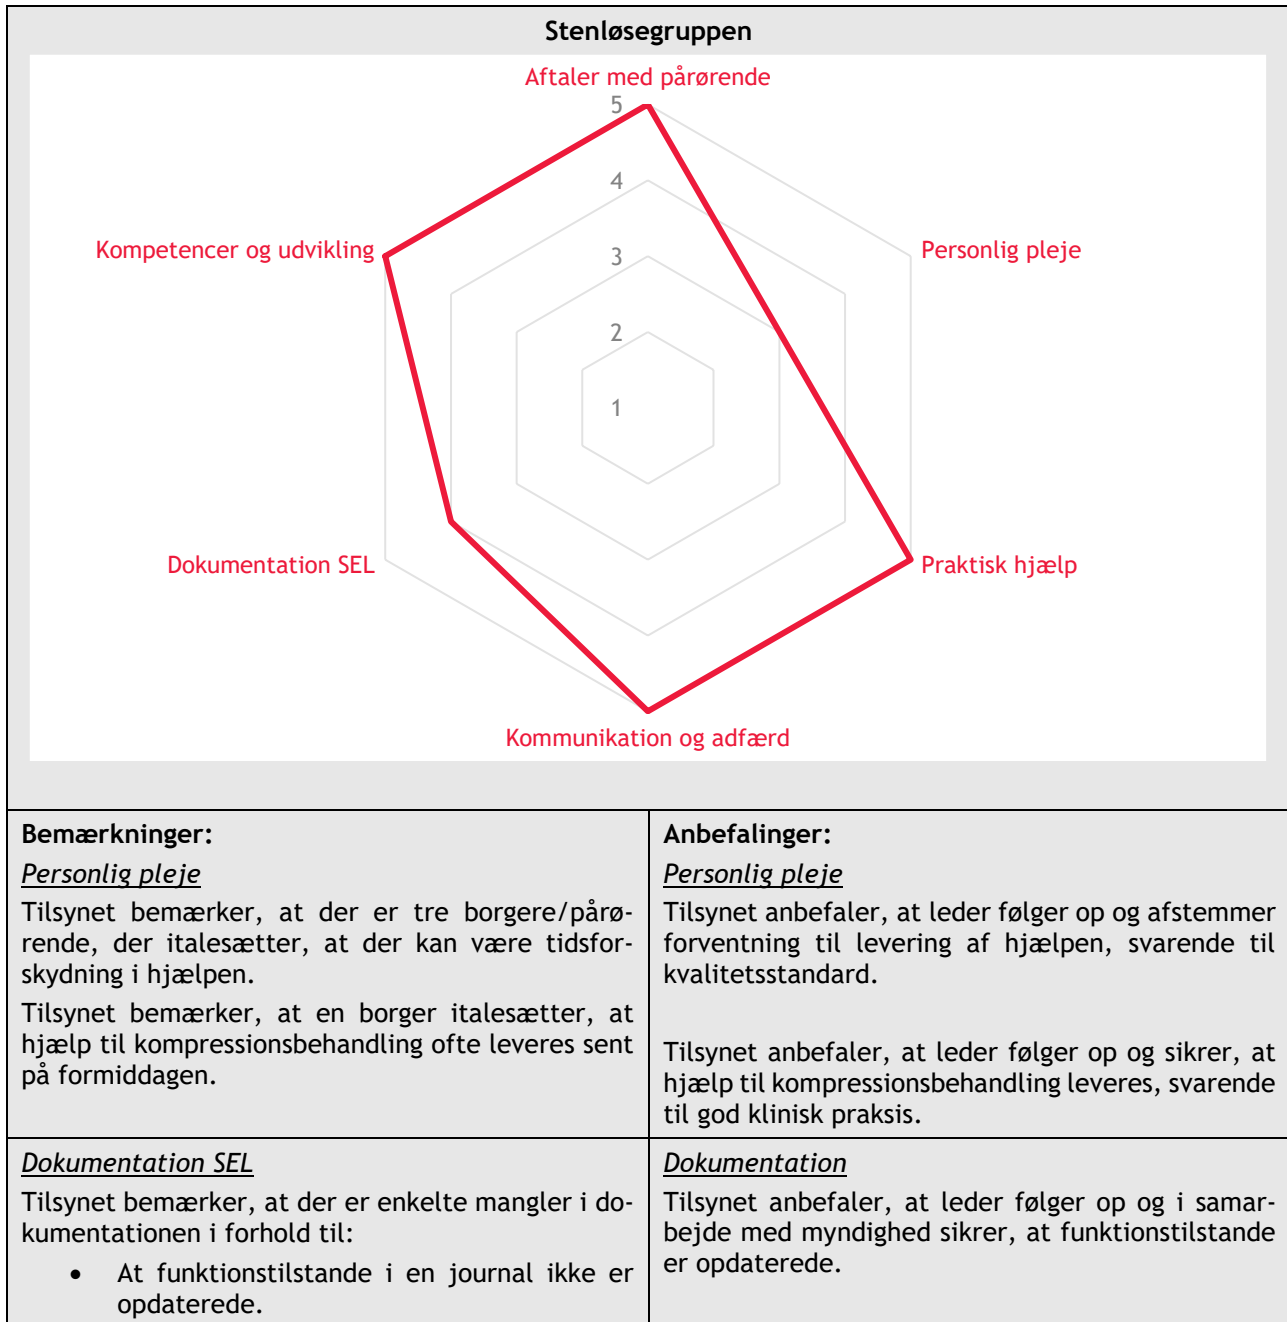 Stenløsegruppen
Aftaler med pårørende
5
4
Kompetencer og udvikling
3
Personlig pleje
2
1
Dokumentation SEL
Praktisk hjælp
Kommunikation og adfærd
Bemærkninger:
Personlig pleje
Tilsynet bemærker, at der er tre borgere/pårø-
rende, der italesætter, at der kan være tidsfor-
skydning i hjælpen.
Tilsynet bemærker, at en borger italesætter, at
hjælp til kompressionsbehandling ofte leveres sent
på formiddagen.
Anbefalinger:
Personlig pleje
Tilsynet anbefaler, at leder følger op og afstemmer
forventning til levering af hjælpen, svarende til
kvalitetsstandard.
Tilsynet anbefaler, at leder følger op og sikrer, at
hjælp til kompressionsbehandling leveres, svarende
til god klinisk praksis.
Dokumentation SEL
Tilsynet bemærker, at der er enkelte mangler i do-
kumentationen i forhold til:
• At funktionstilstande i en journal ikke er
opdaterede.
Dokumentation
Tilsynet anbefaler, at leder følger op og i samar-
bejde med myndighed sikrer, at funktionstilstande
er opdaterede.